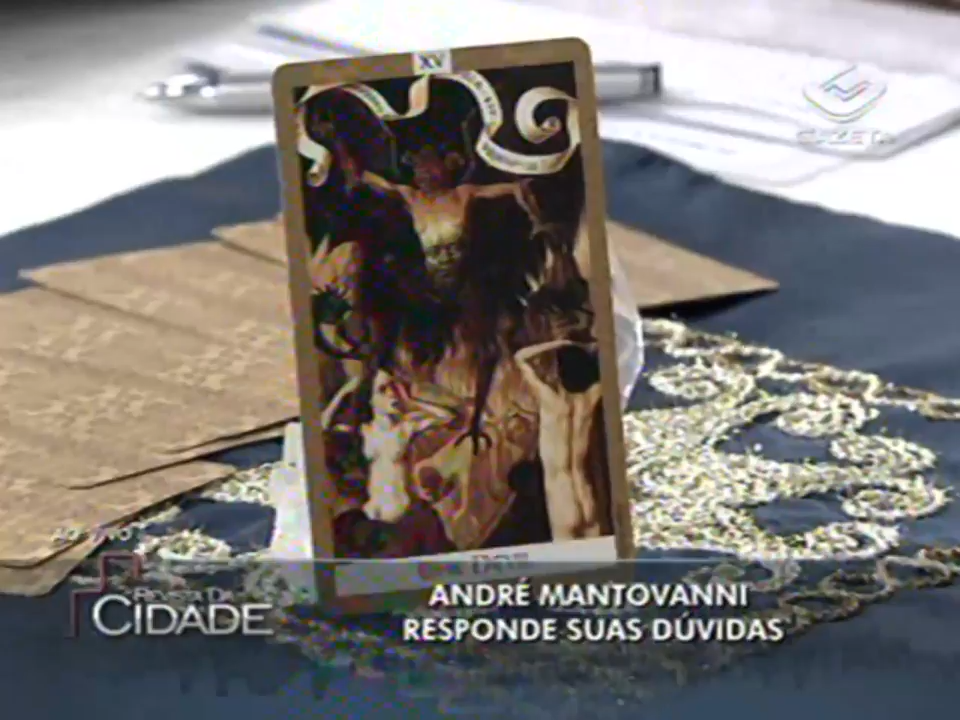 XV
GAZETA
AO VIVO
REVISTA DA
CIDADE
ANDRÉ MANTOVANNI
RESPONDE SUAS DÚVIDAS